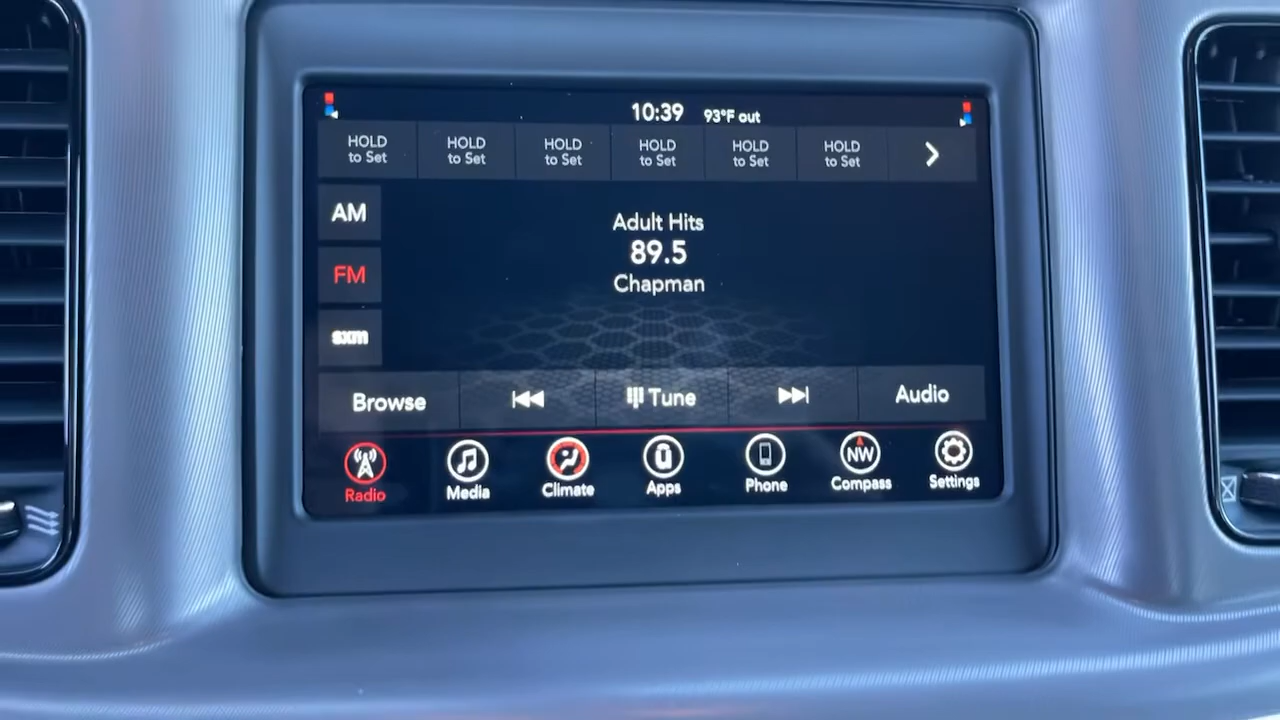 10:39 93°F out
HOLD to Set
HOLD to Set
HOLD to Set
HOLD to Set
HOLD to Set
HOLD to Set
AM
FM
sxm
Adult Hits
89.5
Chapman
Browse Tune Audio
Radio Media Climate Apps Phone NW Compass Settings